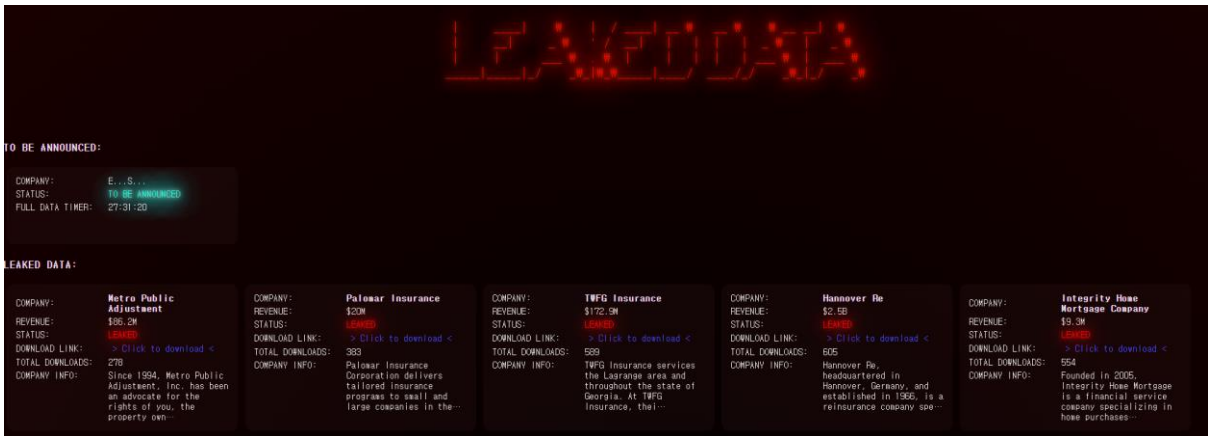 LEAKED DATA
TO BE ANNOUNCED:
COMPANY: E...S...
STATUS: TO BE ANNOUNCED
FULL DATA TIMER: 27:31:20
LEAKED DATA:
COMPANY: Metro Public
Adjustment
REVENUE: $86.2M
STATUS: LEAKED
DOWNLOAD LINK: > Click to download <
TOTAL DOWNLOADS: 278
COMPANY INFO: Since 1994, Metro Public
Adjustment, Inc. has been
an advocate for the
rights of you, the
property own…
COMPANY: Palomar Insurance
REVENUE: $20M
STATUS: LEAKED
DOWNLOAD LINK: > Click to download <
TOTAL DOWNLOADS: 383
COMPANY INFO: Palomar Insurance
Corporation delivers
tailored insurance
programs to small and
large companies in the…
COMPANY: TWFG Insurance
REVENUE: $172.9M
STATUS: LEAKED
DOWNLOAD LINK: > Click to download <
TOTAL DOWNLOADS: 589
COMPANY INFO: TWFG Insurance services
the Lagrange area and
throughout the state of
Georgia. At TWFG
Insurance, thei…
COMPANY: Hannover Re
REVENUE: $2.5B
STATUS: LEAKED
DOWNLOAD LINK: > Click to download <
TOTAL DOWNLOADS: 605
COMPANY INFO: Hannover Re,
headquartered in
Hannover, Germany, and
established in 1966, is a
reinsurance company spe…
COMPANY: Integrity Home
Mortgage Company
REVENUE: $9.3M
STATUS: LEAKED
DOWNLOAD LINK: > Click to download <
TOTAL DOWNLOADS: 554
COMPANY INFO: Founded in 2005,
Integrity Home Mortgage
is a financial service
company specializing in
home purchases…